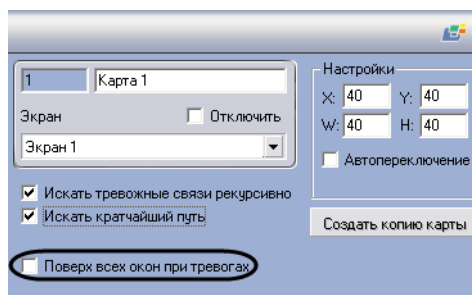 1 Карта 1
Экран Отключить
Экран 1
Искать тревожные связи рекурсивно
Искать кратчайший путь
Поверх всех окон при тревогах
Настройки
X: 40 Y: 40
W: 40 H: 40
Автопереключение
Создать копию карты